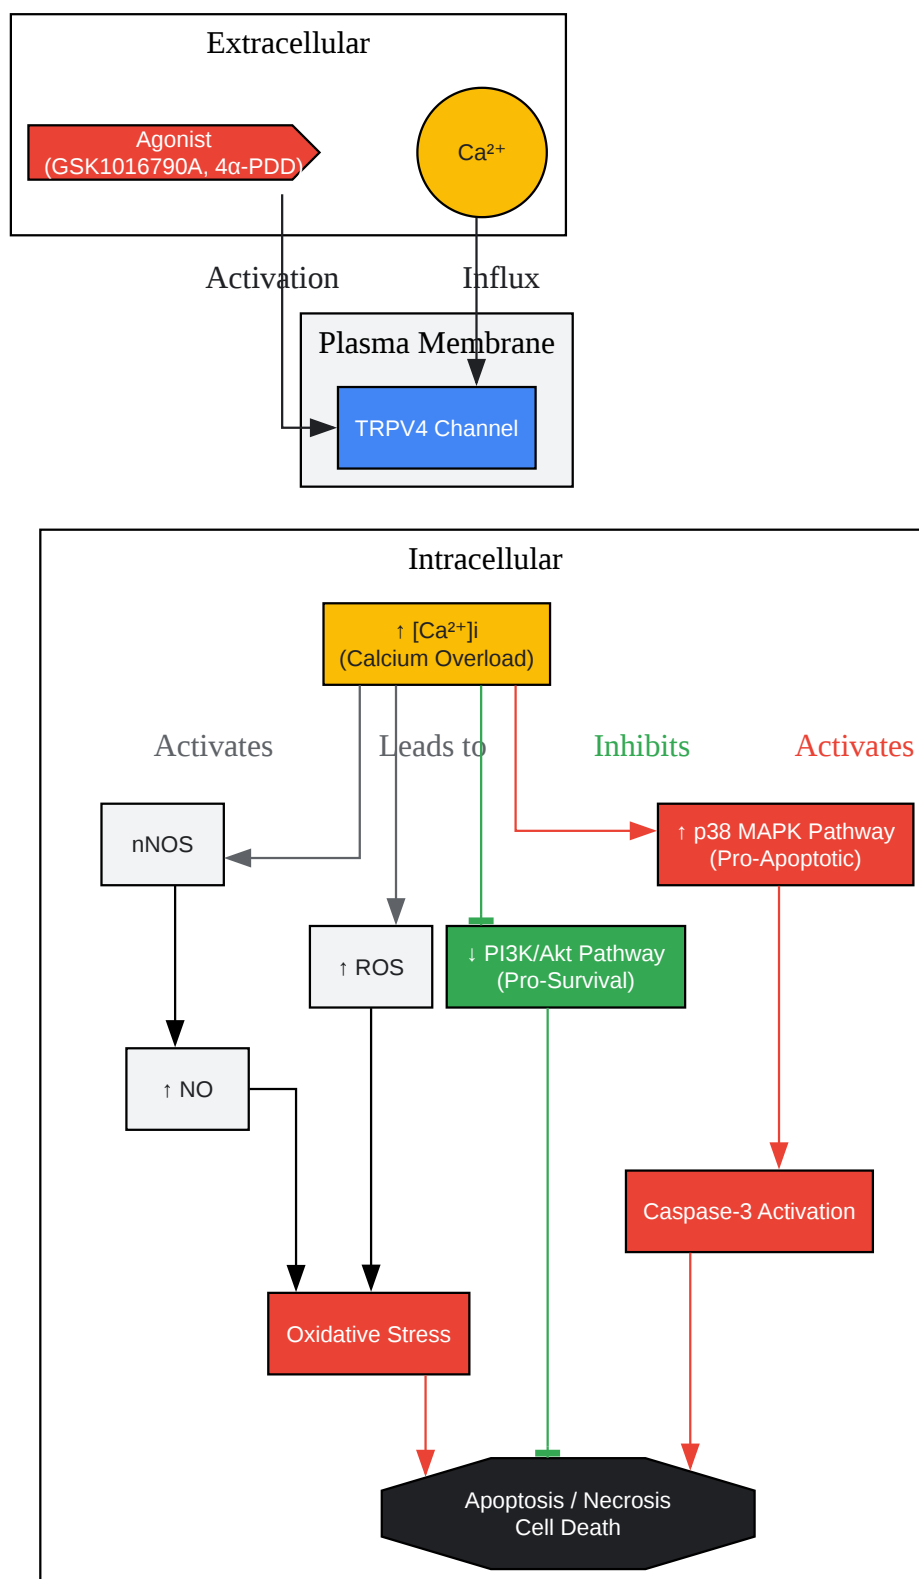 Extracellular
Agonist
(GSK1016790A, 4α-PDD)
Ca²⁺
Activation
Influx
Plasma Membrane
TRPV4 Channel
Intracellular
↑ [Ca²⁺]i
(Calcium Overload)
Activates
Leads to
Inhibits
Activates
nNOS
↑ p38 MAPK Pathway
(Pro-Apoptotic)
↑ ROS
↓ PI3K/Akt Pathway
(Pro-Survival)
↑ NO
Caspase-3 Activation
Oxidative Stress
Apoptosis / Necrosis
Cell Death